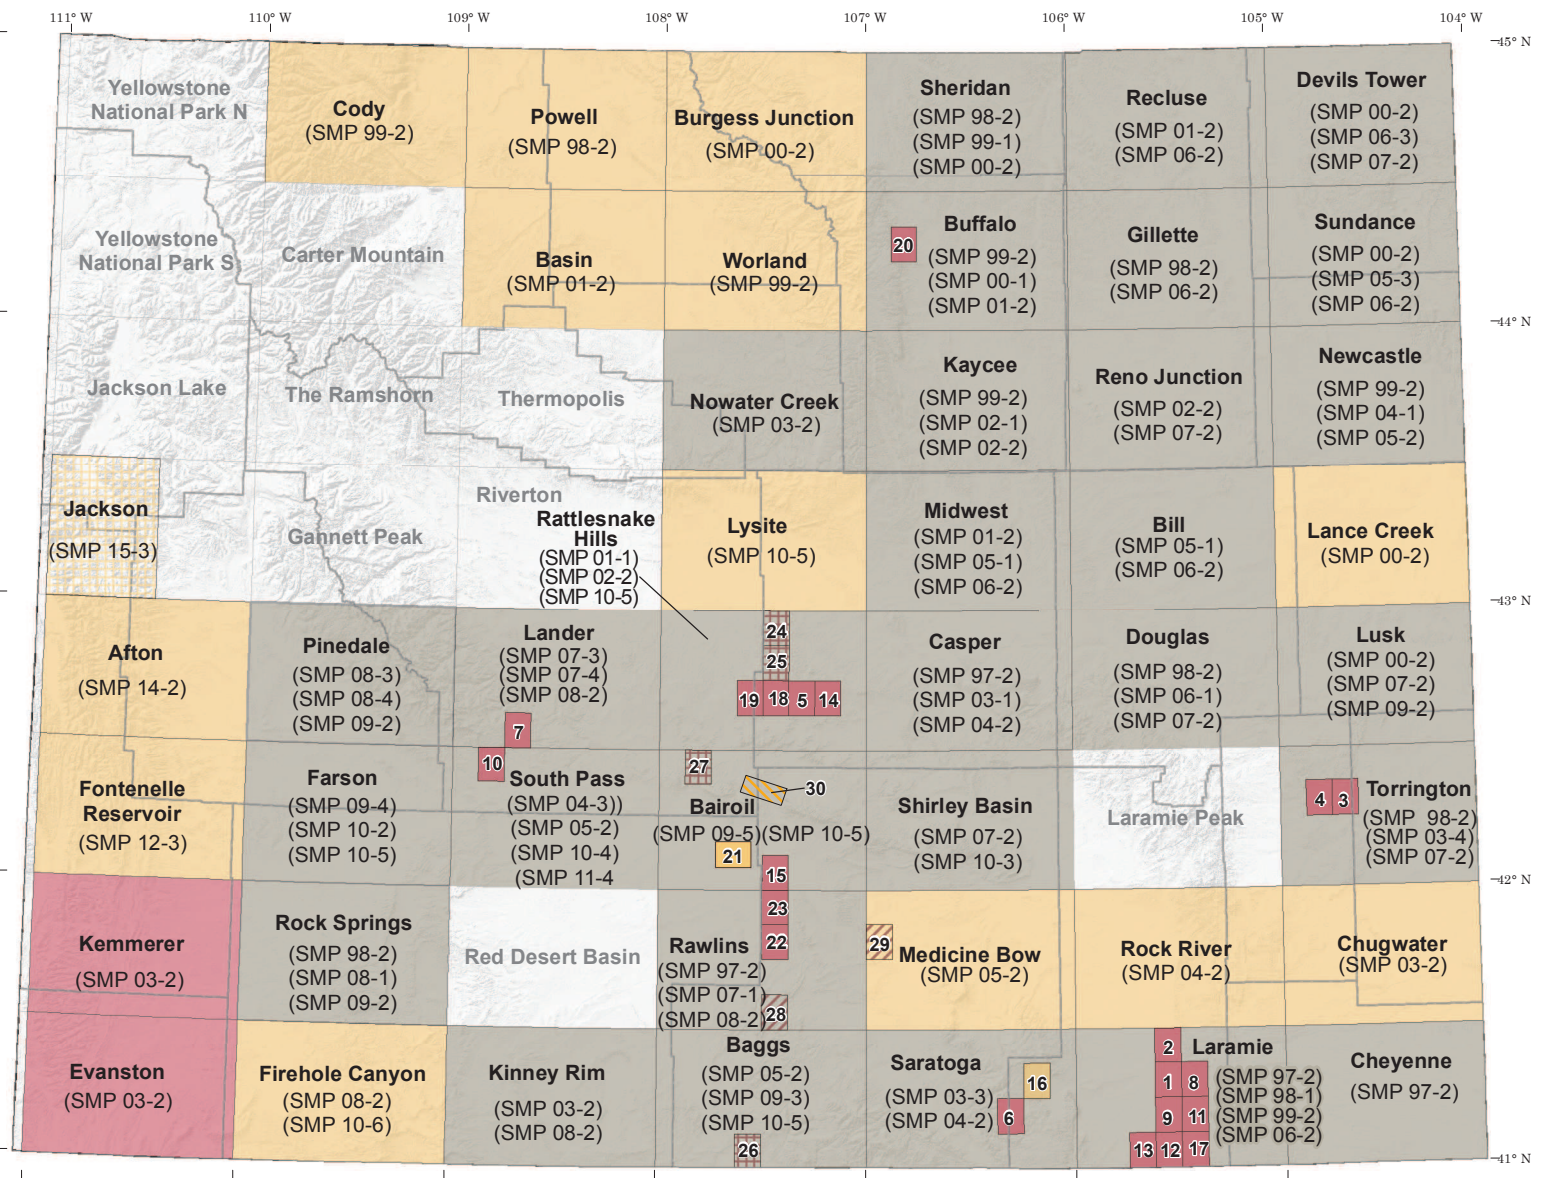 111° W 110° W 109° W 108° W 107° W 106° W 105° W 104° W
45° N
Yellowstone
National Park N
Cody
(SMP 99-2)
Powell
(SMP 98-2)
Burgess Junction
(SMP 00-2)
Sheridan
(SMP 98-2)
(SMP 99-1)
(SMP 00-2)
Recluse
(SMP 01-2)
(SMP 06-2)
Devils Tower
(SMP 00-2)
(SMP 06-3)
(SMP 07-2)
Yellowstone
National Park S
Carter Mountain
Basin
(SMP 01-2)
Worland
(SMP 99-2)
20
Buffalo
(SMP 99-2)
(SMP 00-1)
(SMP 01-2)
Gillette
(SMP 98-2)
(SMP 06-2)
Sundance
(SMP 00-2)
(SMP 05-3)
(SMP 06-2)
44° N
Jackson Lake
The Ramshorn
Thermopolis
Nowater Creek
(SMP 03-2)
Kaycee
(SMP 99-2)
(SMP 02-1)
(SMP 02-2)
Reno Junction
(SMP 02-2)
(SMP 07-2)
Newcastle
(SMP 99-2)
(SMP 04-1)
(SMP 05-2)
Jackson
(SMP 15-3)
Gannett Peak
Riverton
Rattlesnake
Hills
(SMP 01-1)
(SMP 02-2)
(SMP 10-5)
Lysite
(SMP 10-5)
Midwest
(SMP 01-2)
(SMP 05-1)
(SMP 06-2)
Bill
(SMP 05-1)
(SMP 06-2)
Lance Creek
(SMP 00-2)
43° N
Afton
(SMP 14-2)
Pinedale
(SMP 08-3)
(SMP 08-4)
(SMP 09-2)
Lander
(SMP 07-3)
(SMP 07-4)
(SMP 08-2)
7
24
25
19 18 5 14
Casper
(SMP 97-2)
(SMP 03-1)
(SMP 04-2)
Douglas
(SMP 98-2)
(SMP 06-1)
(SMP 07-2)
Lusk
(SMP 00-2)
(SMP 07-2)
(SMP 09-2)
Fontenelle
Reservoir
(SMP 12-3)
Farson
(SMP 09-4)
(SMP 10-2)
(SMP 10-5)
10
South Pass
(SMP 04-3))
(SMP 05-2)
(SMP 10-4)
(SMP 11-4
27
30
Bairoil
(SMP 09-5)(SMP 10-5)
21
15
Shirley Basin
(SMP 07-2)
(SMP 10-3)
Laramie Peak
4 3
Torrington
(SMP 98-2)
(SMP 03-4)
(SMP 07-2)
42° N
Kemmerer
(SMP 03-2)
Rock Springs
(SMP 98-2)
(SMP 08-1)
(SMP 09-2)
Red Desert Basin
23
22
Rawlins
(SMP 97-2)
(SMP 07-1)
(SMP 08-2)
28
29
Medicine Bow
(SMP 05-2)
Rock River
(SMP 04-2)
Chugwater
(SMP 03-2)
Evanston
(SMP 03-2)
Firehole Canyon
(SMP 08-2)
(SMP 10-6)
Kinney Rim
(SMP 03-2)
(SMP 08-2)
Baggs
(SMP 05-2)
(SMP 09-3)
(SMP 10-5)
26
Saratoga
(SMP 03-3)
(SMP 04-2)
16
6
2
1 8
9 11
13 12 17
Laramie
(SMP 97-2)
(SMP 98-1)
(SMP 99-2)
(SMP 06-2)
Cheyenne
(SMP 97-2)
41° N